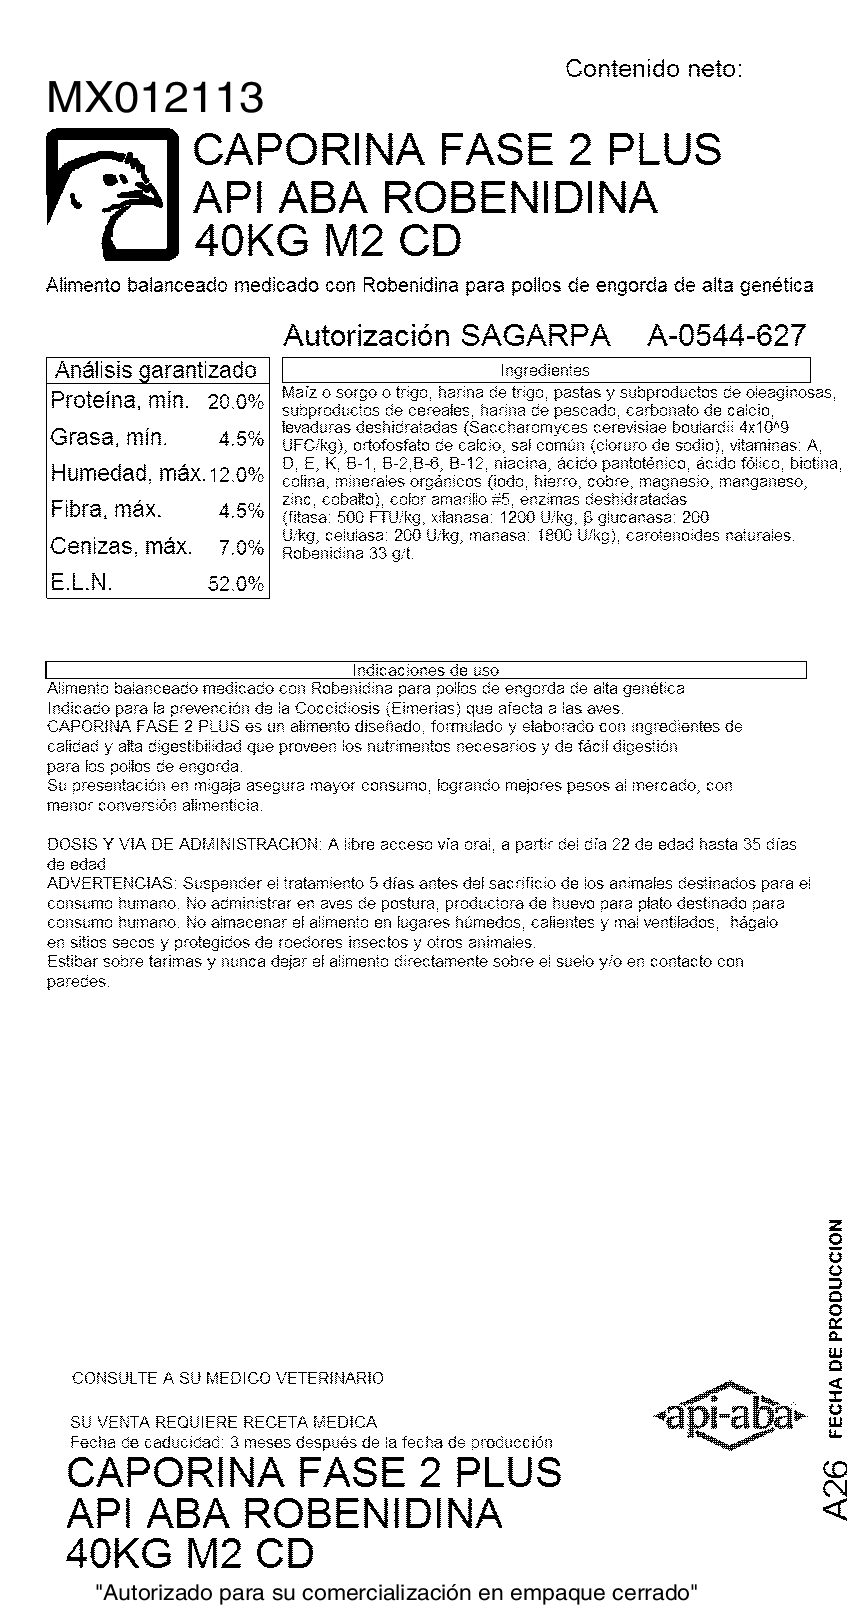 Contenido neto:
MX012113
CAPORINA FASE 2 PLUS
API ABA ROBENIDINA
40KG M2 CD
Alimento balanceado medicado con Robenidina para pollos de engorda de alta genética
Autorización SAGARPA A-0544-627
Análisis garantizado
Proteína, mín. 20.0%
Grasa, mín. 4.5%
Humedad, máx. 12.0%
Fibra, máx. 4.5%
Cenizas, máx. 7.0%
E.L.N. 52.0%
Ingredientes
Maíz o sorgo o trigo, harina de trigo, pastas y subproductos de oleaginosas,
subproductos de cereales, harina de pescado, carbonato de calcio,
levaduras deshidratadas (Saccharomyces cerevisiae boulardii 4x10^9
UFC/kg), ortofosfato de calcio, sal común (cloruro de sodio), vitaminas: A,
D, E, K, B-1, B-2,B-6, B-12, niacina, ácido pantoténico, ácido fólico, biotina,
colina, minerales orgánicos (iodo, hierro, cobre, magnesio, manganeso,
zinc, cobalto), color amarillo #5, enzimas deshidratadas
(fitasa: 500 FTU/kg, xilanasa: 1200 U/kg, β glucanasa: 200
U/kg, celulasa: 200 U/kg, manasa: 1800 U/kg), carotenoides naturales.
Robenidina 33 g/t.
Indicaciones de uso
Alimento balanceado medicado con Robenidina para pollos de engorda de alta genética
Indicado para la prevención de la Coccidiosis (Eimerias) que afecta a las aves.
CAPORINA FASE 2 PLUS es un alimento diseñado, formulado y elaborado con ingredientes de
calidad y alta digestibilidad que proveen los nutrimentos necesarios y de fácil digestión
para los pollos de engorda.
Su presentación en migaja asegura mayor consumo, logrando mejores pesos al mercado, con
menor conversión alimenticia.
DOSIS Y VIA DE ADMINISTRACION: A libre acceso vía oral, a partir del día 22 de edad hasta 35 días
de edad
ADVERTENCIAS: Suspender el tratamiento 5 días antes del sacrificio de los animales destinados para el
consumo humano. No administrar en aves de postura, productora de huevo para plato destinado para
consumo humano. No almacenar el alimento en lugares húmedos, calientes y mal ventilados, hágalo
en sitios secos y protegidos de roedores insectos y otros animales.
Estibar sobre tarimas y nunca dejar el alimento directamente sobre el suelo y/o en contacto con
paredes.
FECHA DE PRODUCCION
A26
CONSULTE A SU MEDICO VETERINARIO
api-aba
SU VENTA REQUIERE RECETA MEDICA
Fecha de caducidad: 3 meses después de la fecha de producción
CAPORINA FASE 2 PLUS
API ABA ROBENIDINA
40KG M2 CD
"Autorizado para su comercialización en empaque cerrado"